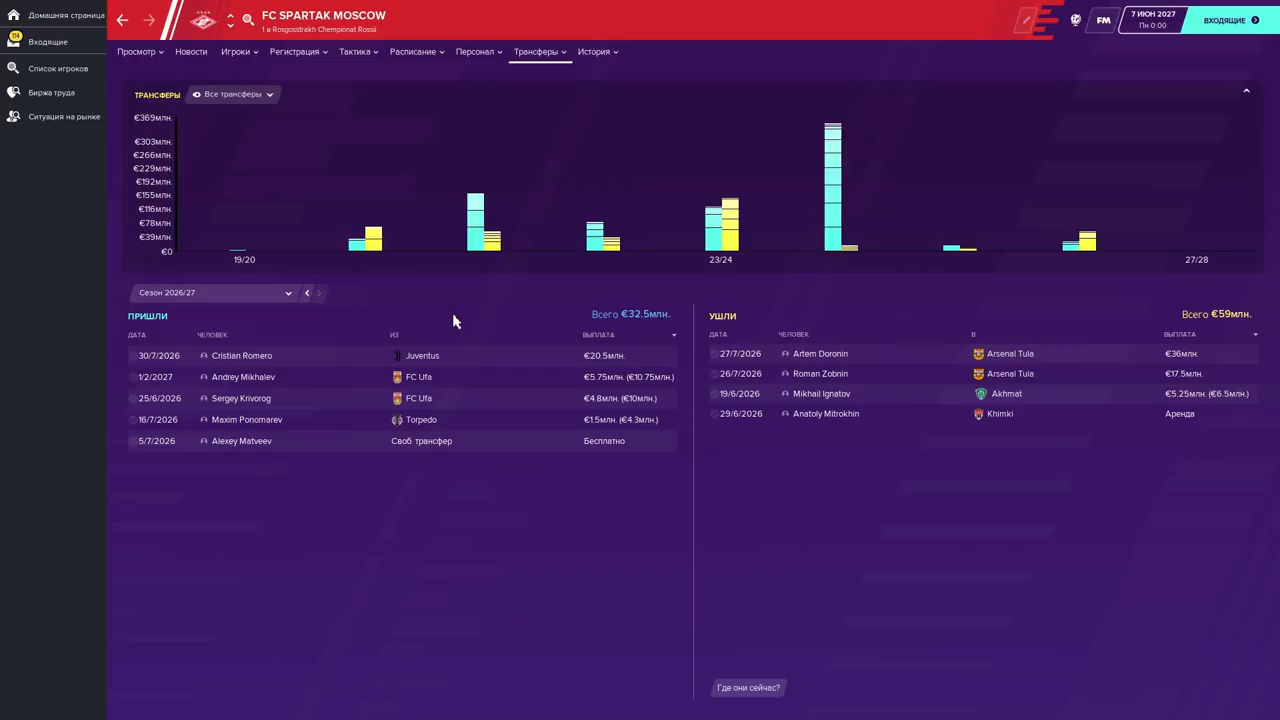 Домашняя страница
114
Входящие
Список игроков
Биржа труда
Ситуация на рынке
FC SPARTAK MOSCOW
1 в Rosgosstrakh Chempionat Rossii
FM
7 ИЮН 2027
Пн 0:00
ВХОДЯЩИЕ
Просмотр Новости Игроки Регистрация Тактика Расписание Персонал Трансферы История
ТРАНСФЕРЫ Все трансферы
€369млн.
€303млн.
€266млн.
€229млн.
€192млн.
€155млн.
€116млн.
€78млн.
€39млн.
€0
19/20 23/24 27/28
Сезон 2026/27
ПРИШЛИ Всего €32.5млн.
ДАТА ЧЕЛОВЕК ИЗ ВЫПЛАТА
30/7/2026 Cristian Romero Juventus €20.5млн.
1/2/2027 Andrey Mikhalev FC Ufa €5.75млн. (€10.75млн.)
25/6/2026 Sergey Krivorog FC Ufa €4.8млн. (€10млн.)
16/7/2026 Maxim Ponomarev Torpedo €1.5млн. (€4.3млн.)
5/7/2026 Alexey Matveev Своб. трансфер Бесплатно
УШЛИ Всего €59млн.
ДАТА ЧЕЛОВЕК В ВЫПЛАТА
27/7/2026 Artem Doronin Arsenal Tula €36млн.
26/7/2026 Roman Zobnin Arsenal Tula €17.5млн.
19/6/2026 Mikhail Ignatov Akhmat €5.25млн. (€6.5млн.)
29/6/2026 Anatoly Mitrokhin Khimki Аренда
Где они сейчас?